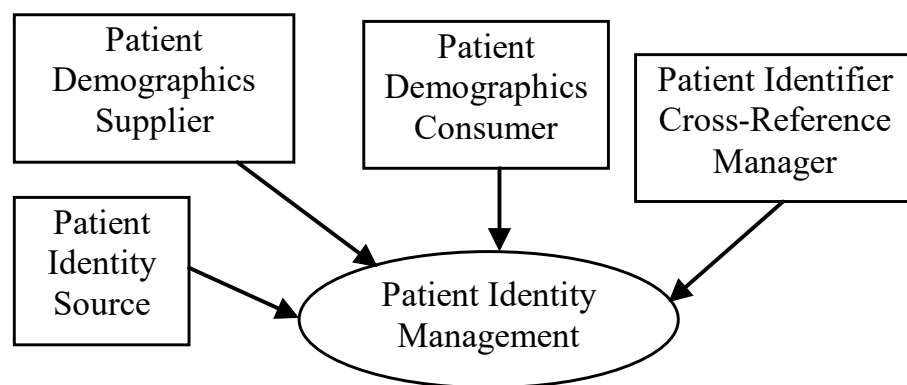 Patient
Demographics
Supplier
Patient
Demographics
Consumer
Patient Identifier
Cross-Reference
Manager
Patient
Identity
Source
Patient Identity
Management